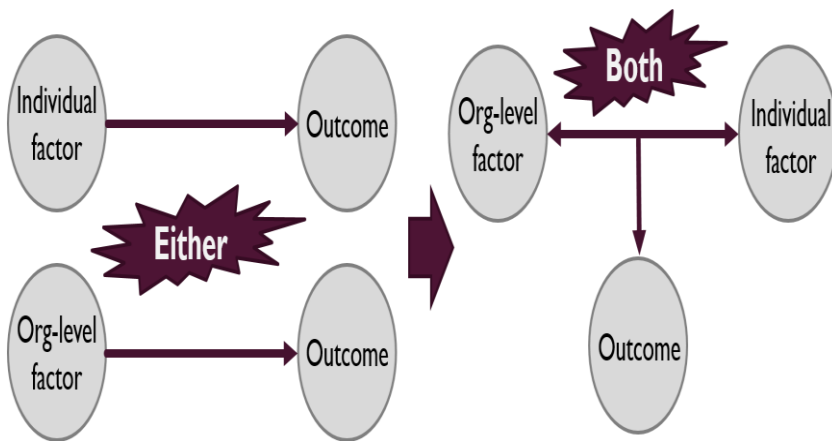 Individual
factor
Outcome
Either
Org-level
factor
Outcome
Both
Org-level
factor
Individual
factor
Outcome